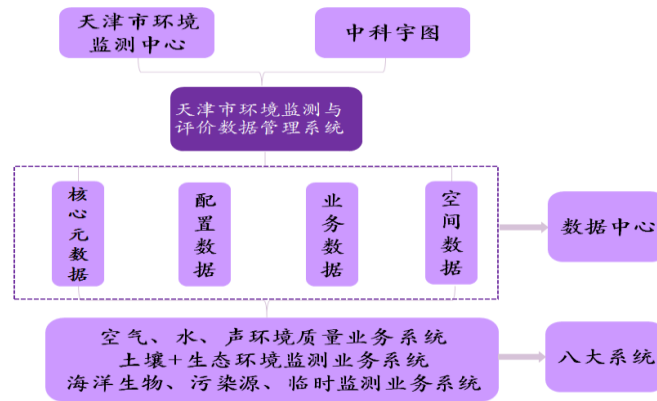 天津市环境
监测中心
中科宇图
天津市环境监测与
评价数据管理系统
核心元数据
配置数据
业务数据
空间数据
数据中心
空气、水、声环境质量业务系统
土壤+生态环境监测业务系统
海洋生物、污染源、临时监测业务系统
八大系统